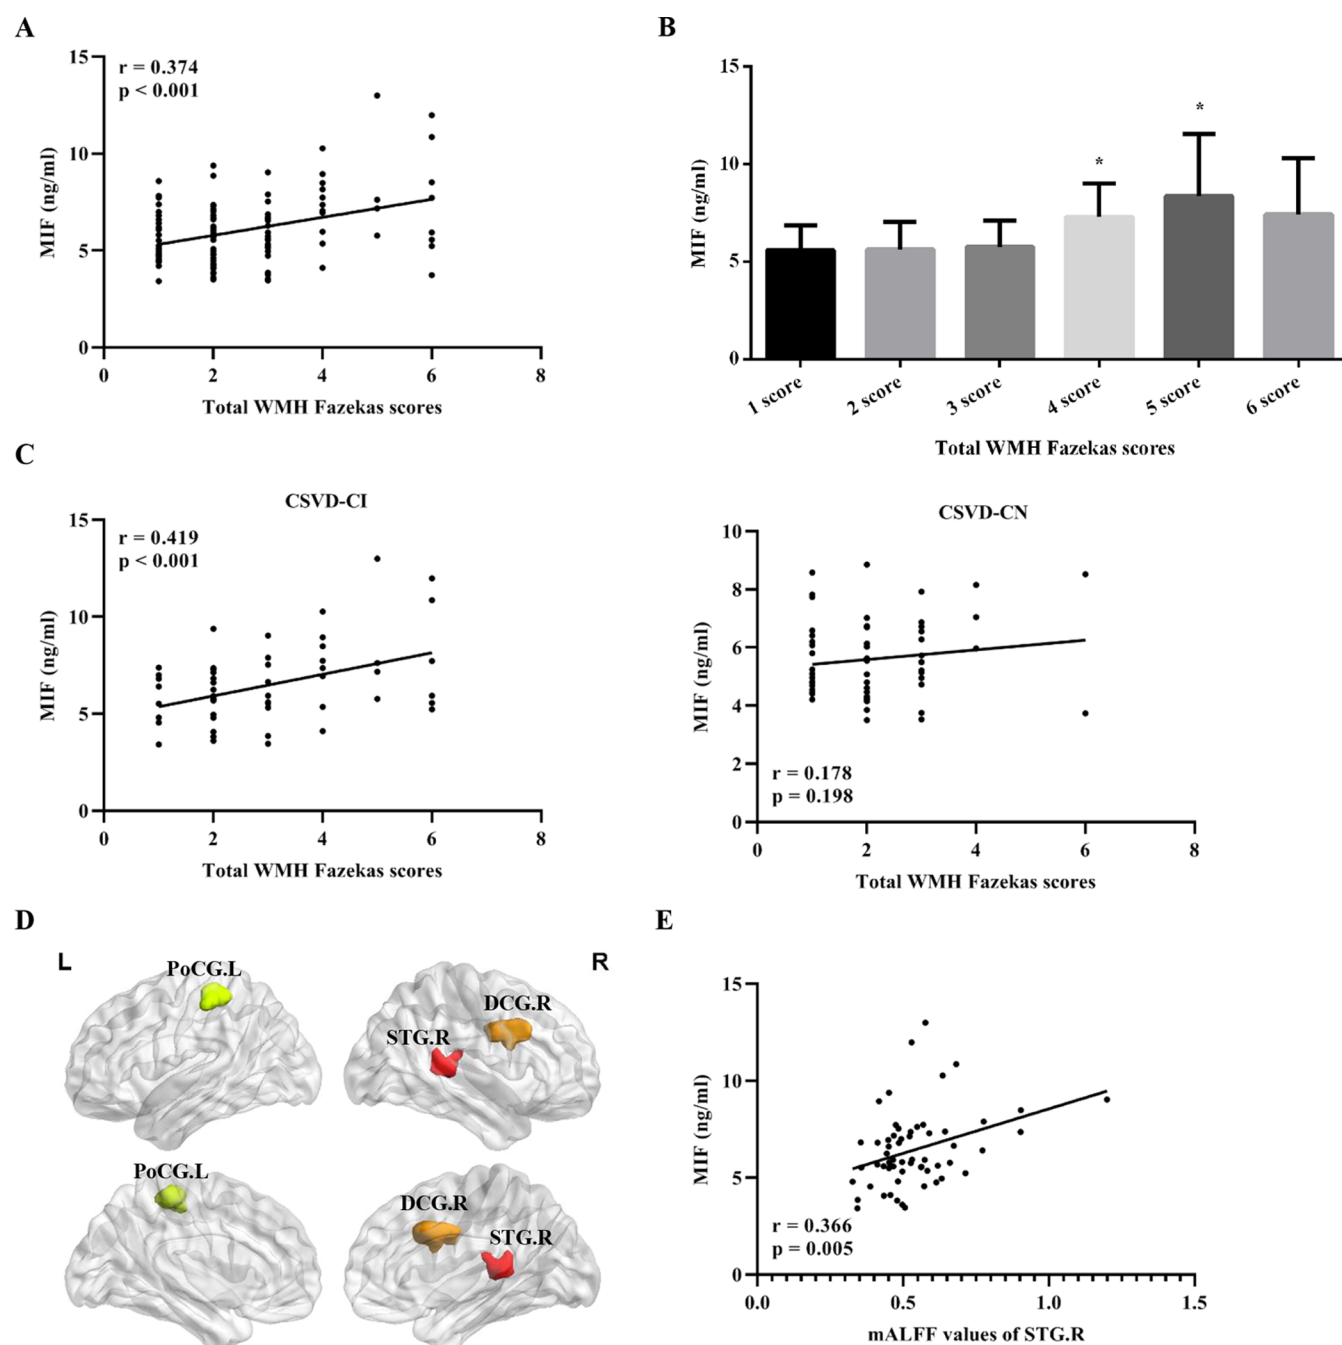 A
r = 0.374
p < 0.001
15
10
5
0
MIF (ng/ml)
0 2 4 6 8
Total WMH Fazekas scores
B
15
10
5
0
MIF (ng/ml)
* *
1 score 2 score 3 score 4 score 5 score 6 score
Total WMH Fazekas scores
C
CSVD-CI
r = 0.419
p < 0.001
15
10
5
0
MIF (ng/ml)
0 2 4 6 8
Total WMH Fazekas scores
CSVD-CN
10
8
6
4
2
0
MIF (ng/ml)
r = 0.178
p = 0.198
0 2 4 6 8
Total WMH Fazekas scores
D
L R
PoCG.L
DCG.R
STG.R
PoCG.L
DCG.R
STG.R
E
15
10
5
0
MIF (ng/ml)
r = 0.366
p = 0.005
0.0 0.5 1.0 1.5
mALFF values of STG.R